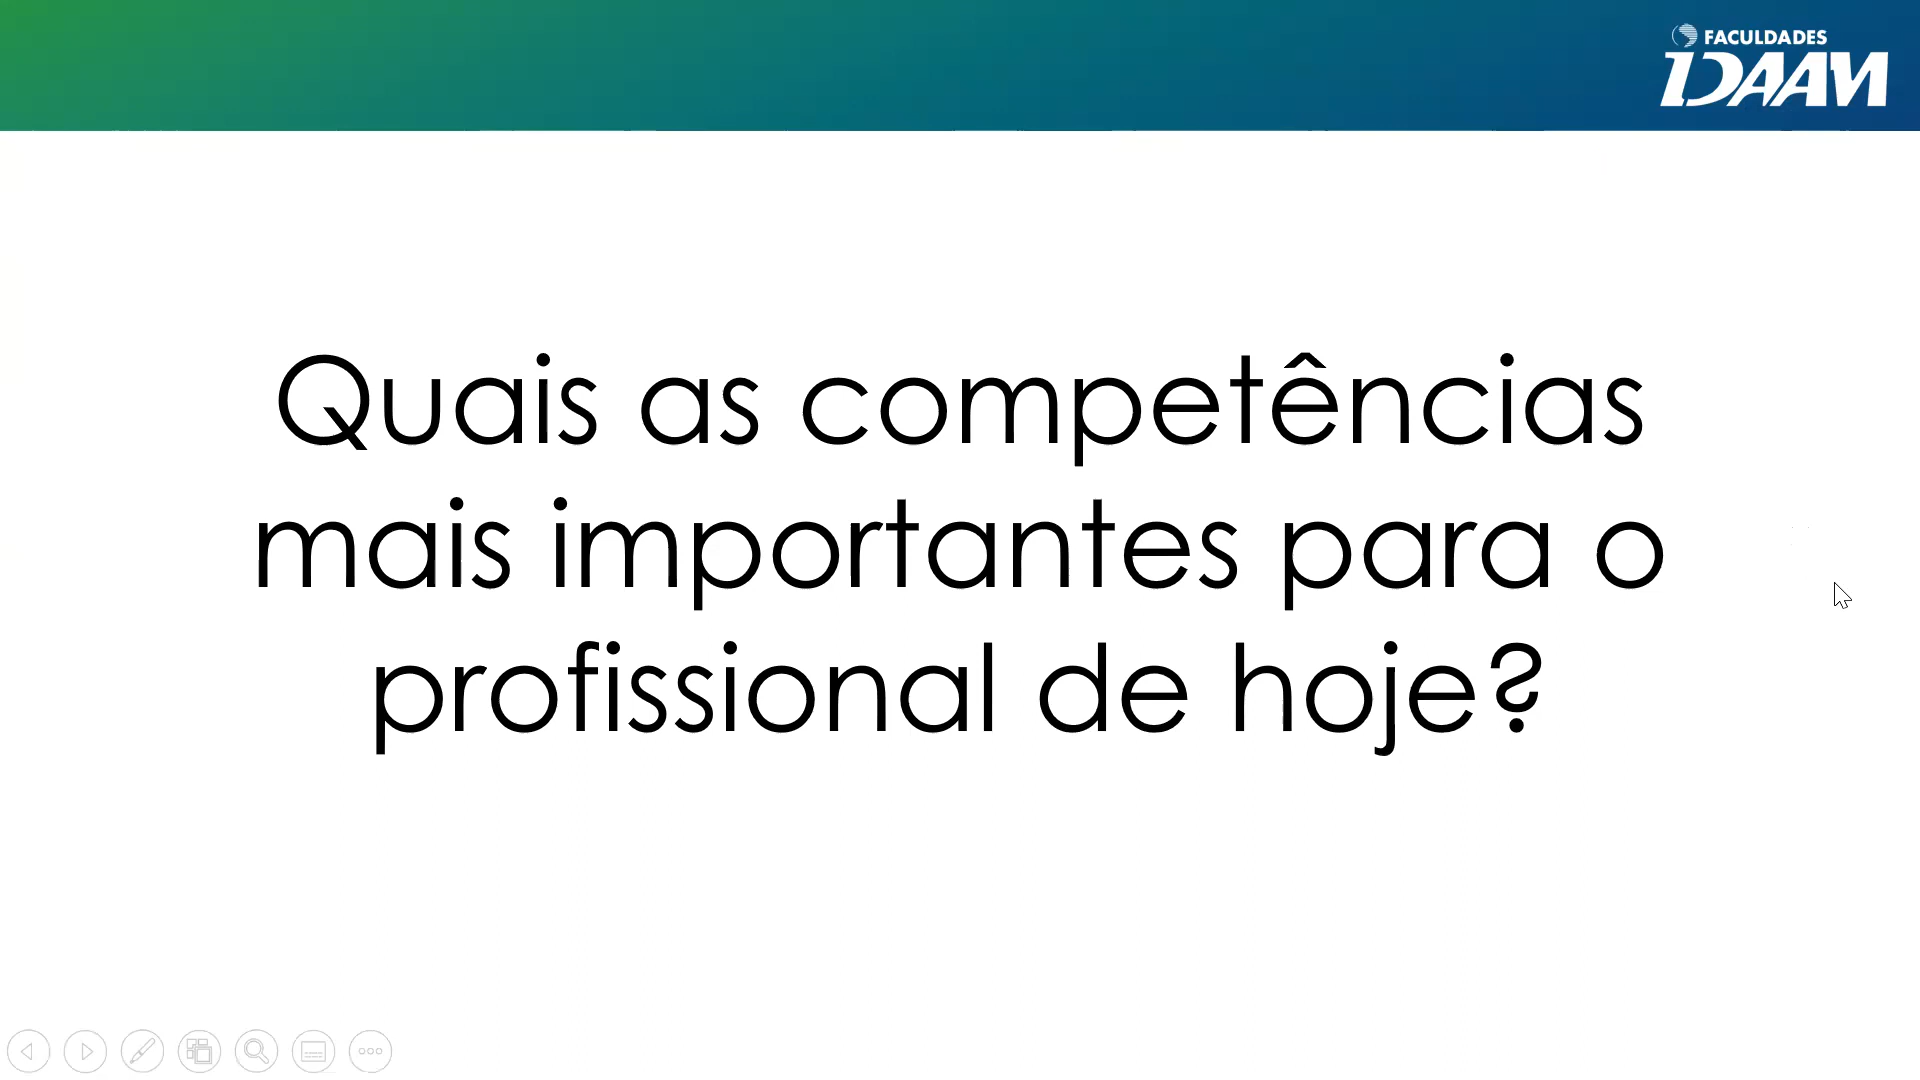 FACULDADES
IDAAM
Quais as competências
mais importantes para o
profissional de hoje?